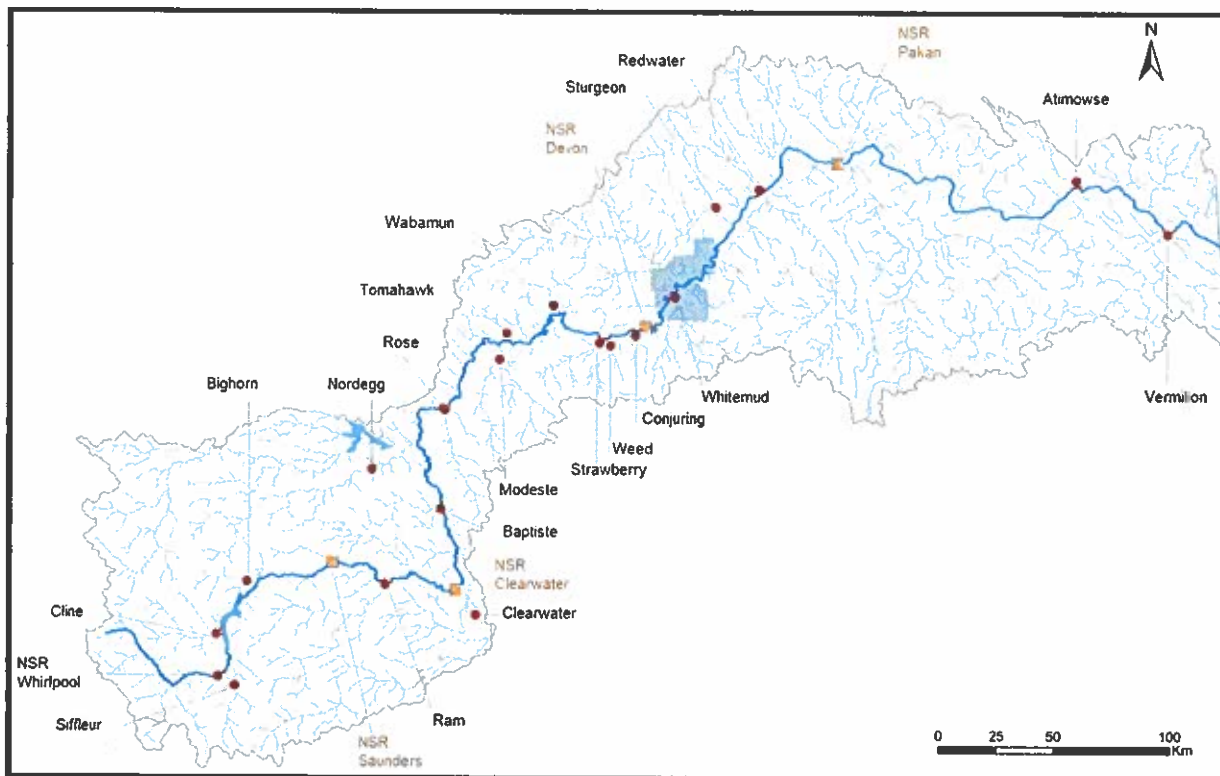 NSR
Pakan
N
Redwater
Sturgeon
Atimowse
NSR
Devon
Wabamun
Tomahawk
Rose
Bighorn
Nordegg
Whitemud
Vermilion
Conjuring
Weed
Strawberry
Modeste
Baptiste
NSR
Clearwater
Cline
Clearwater
NSR
Whirlpool
Siffleur
Ram
NSR
Saunders
0 25 50 100
Km